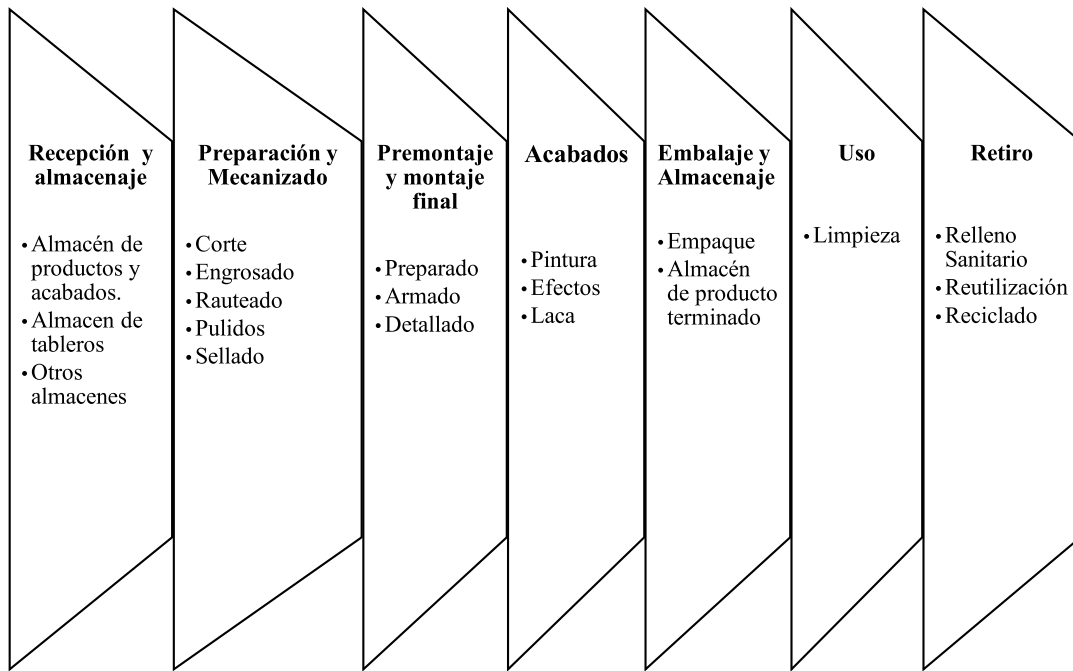 Recepción y
almacenaje
• Almacén de
productos y
acabados.
• Almacen de
tableros
• Otros
almacenes
Preparación y
Mecanizado
• Corte
• Engrosado
• Rauteado
• Pulidos
• Sellado
Premontaje
y montaje
final
• Preparado
• Armado
• Detallado
Acabados
• Pintura
• Efectos
• Laca
Embalaje y
Almacenaje
• Empaque
• Almacén
de producto
terminado
Uso
• Limpieza
Retiro
• Relleno
Sanitario
• Reutilización
• Reciclado